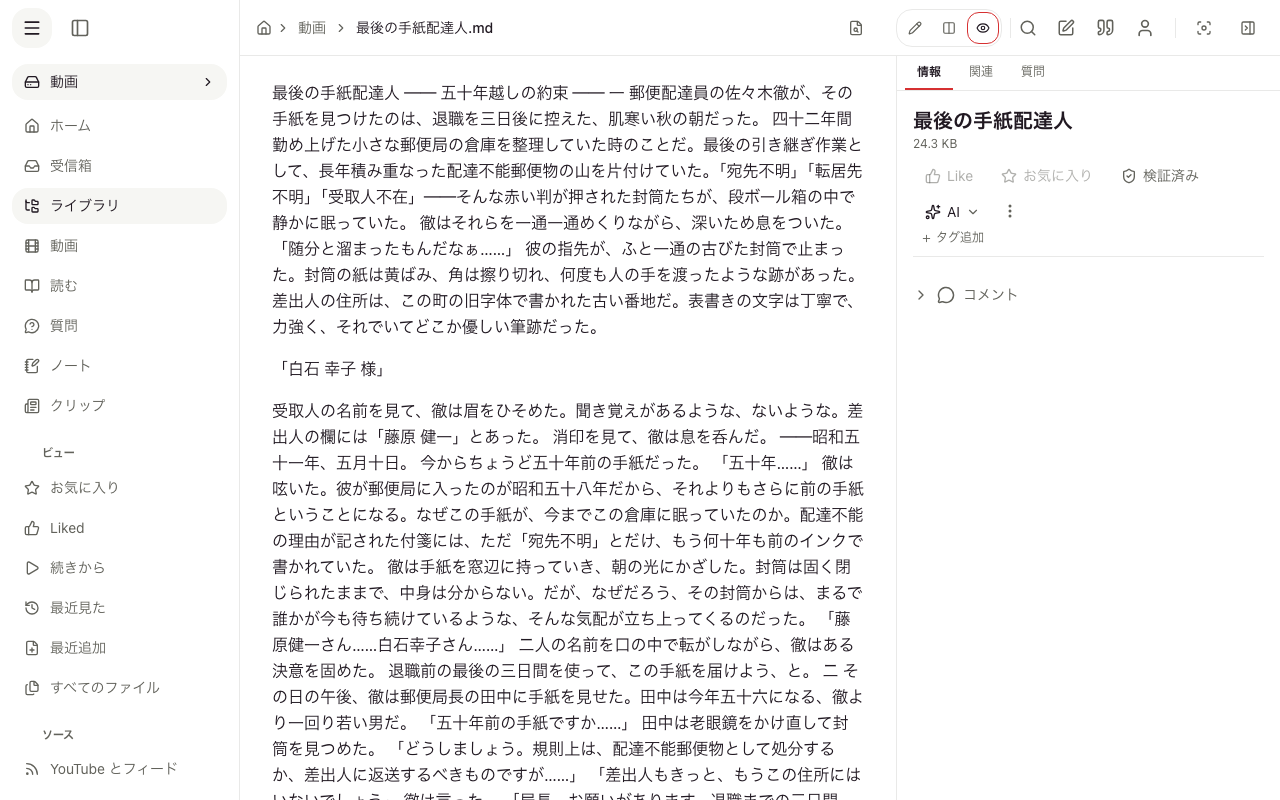 動画
ホーム
受信箱
ライブラリ
動画
読む
質問
ノート
クリップ
ビュー
お気に入り
Liked
続きから
最近見た
最近追加
すべてのファイル
ソース
YouTube とフィード
動画
最後の手紙配達人.md
最後の手紙配達人 ―― 五十年越しの約束 ―― 一 郵便配達員の佐々木徹が、その
手紙を見つけたのは、退職を三日後に控えた、肌寒い秋の朝だった。 四十二年間
勤め上げた小さな郵便局の倉庫を整理していた時のことだ。最後の引き継ぎ作業と
して、長年積み重なった配達不能郵便物の山を片付けていた。「宛先不明」「転居先
不明」「受取人不在」――そんな赤い判が押された封筒たちが、段ボール箱の中で
静かに眠っていた。 徹はそれらを一通一通めくりながら、深いため息をついた。
「随分と溜まったもんだなぁ……」 彼の指先が、ふと一通の古びた封筒で止まっ
た。封筒の紙は黄ばみ、角は擦り切れ、何度も人の手を渡ったような跡があった。
差出人の住所は、この町の旧字体で書かれた古い番地だ。表書きの文字は丁寧で、
力強く、それでいてどこか優しい筆跡だった。
「白石 幸子 様」
受取人の名前を見て、徹は眉をひそめた。聞き覚えがあるような、ないような。差
出人の欄には「藤原 健一」とあった。 消印を見て、徹は息を呑んだ。 ――昭和五
十一年、五月十日。 今からちょうど五十年前の手紙だった。 「五十年……」 徹は
呟いた。彼が郵便局に入ったのが昭和五十八年だから、それよりもさらに前の手紙
ということになる。なぜこの手紙が、今までこの倉庫に眠っていたのか。配達不能
の理由が記された付箋には、ただ「宛先不明」とだけ、もう何十年も前のインクで
書かれていた。 徹は手紙を窓辺に持っていき、朝の光にかざした。封筒は固く閉
じられたままで、中身は分からない。だが、なぜだろう、その封筒からは、まるで
誰かが今も待ち続けているような、そんな気配が立ち上ってくるのだった。 「藤
原健一さん……白石幸子さん……」 二人の名前を口の中で転がしながら、徹はある
決意を固めた。 退職前の最後の三日間を使って、この手紙を届けよう、と。 二 そ
の日の午後、徹は郵便局長の田中に手紙を見せた。田中は今年五十六になる、徹よ
り一回り若い男だ。 「五十年前の手紙ですか……」 田中は老眼鏡をかけ直して封
筒を見つめた。 「どうしましょう。規則上は、配達不能郵便物として処分する
か、差出人に返送するべきものですが……」 「差出人もきっと、もうこの住所には
いないでしょう」 徹は言った。 「局長、お願いがあります。退職までの三日間、
情報
関連
質問
最後の手紙配達人
24.3 KB
Like
お気に入り
検証済み
AI
+ タグ追加
コメント